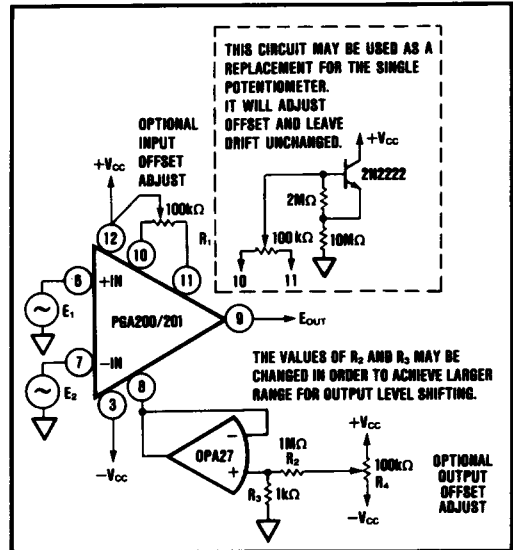 THIS CIRCUIT MAY BE USED AS A
REPLACEMENT FOR THE SINGLE
POTENTIOMETER.
IT WILL ADJUST
OFFSET AND LEAVE
DRIFT UNCHANGED.
+VCC
2N2222
2MΩ
10MΩ
100kΩ
10
11
OPTIONAL
INPUT
OFFSET
ADJUST
+VCC
100kΩ
R1
12
10
11
6
+IN
E1
PGA200/201
9
EOUT
7
-IN
E2
3
8
-VCC
THE VALUES OF R2 AND R3 MAY BE
CHANGED IN ORDER TO ACHIEVE LARGER
RANGE FOR OUTPUT LEVEL SHIFTING.
-
OPA27
+
1MΩ
R2
R3
1kΩ
+VCC
100kΩ
R4
-VCC
OPTIONAL
OUTPUT
OFFSET
ADJUST